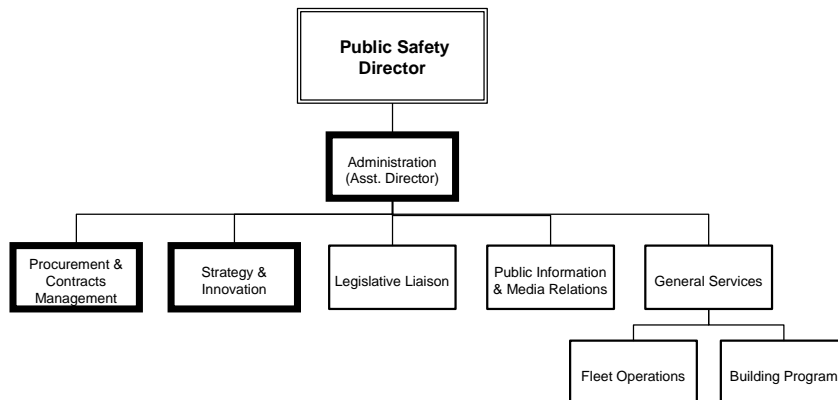 Public Safety
Director
Administration
(Asst. Director)
Procurement &
Contracts
Management
Strategy &
Innovation
Legislative Liaison
Public Information
& Media Relations
General Services
Fleet Operations
Building Program